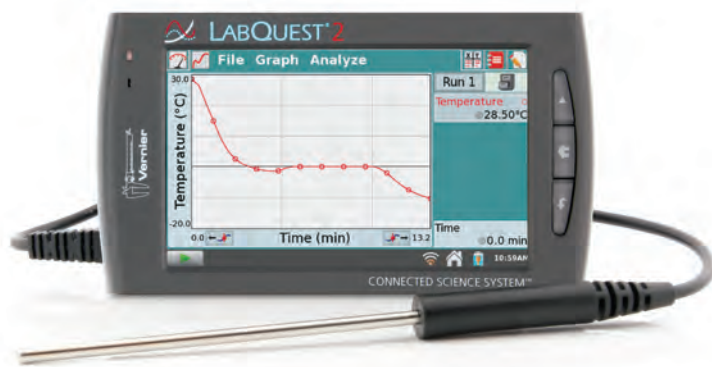 LABQUEST® 2
File Graph Analyze
Run 1
Temperature
28.50°C
30.0
Temperature (°C)
-20.0
0.0
Time (min)
13.2
Time
0.0 min
10:59AM
Vernier
CONNECTED SCIENCE SYSTEM™